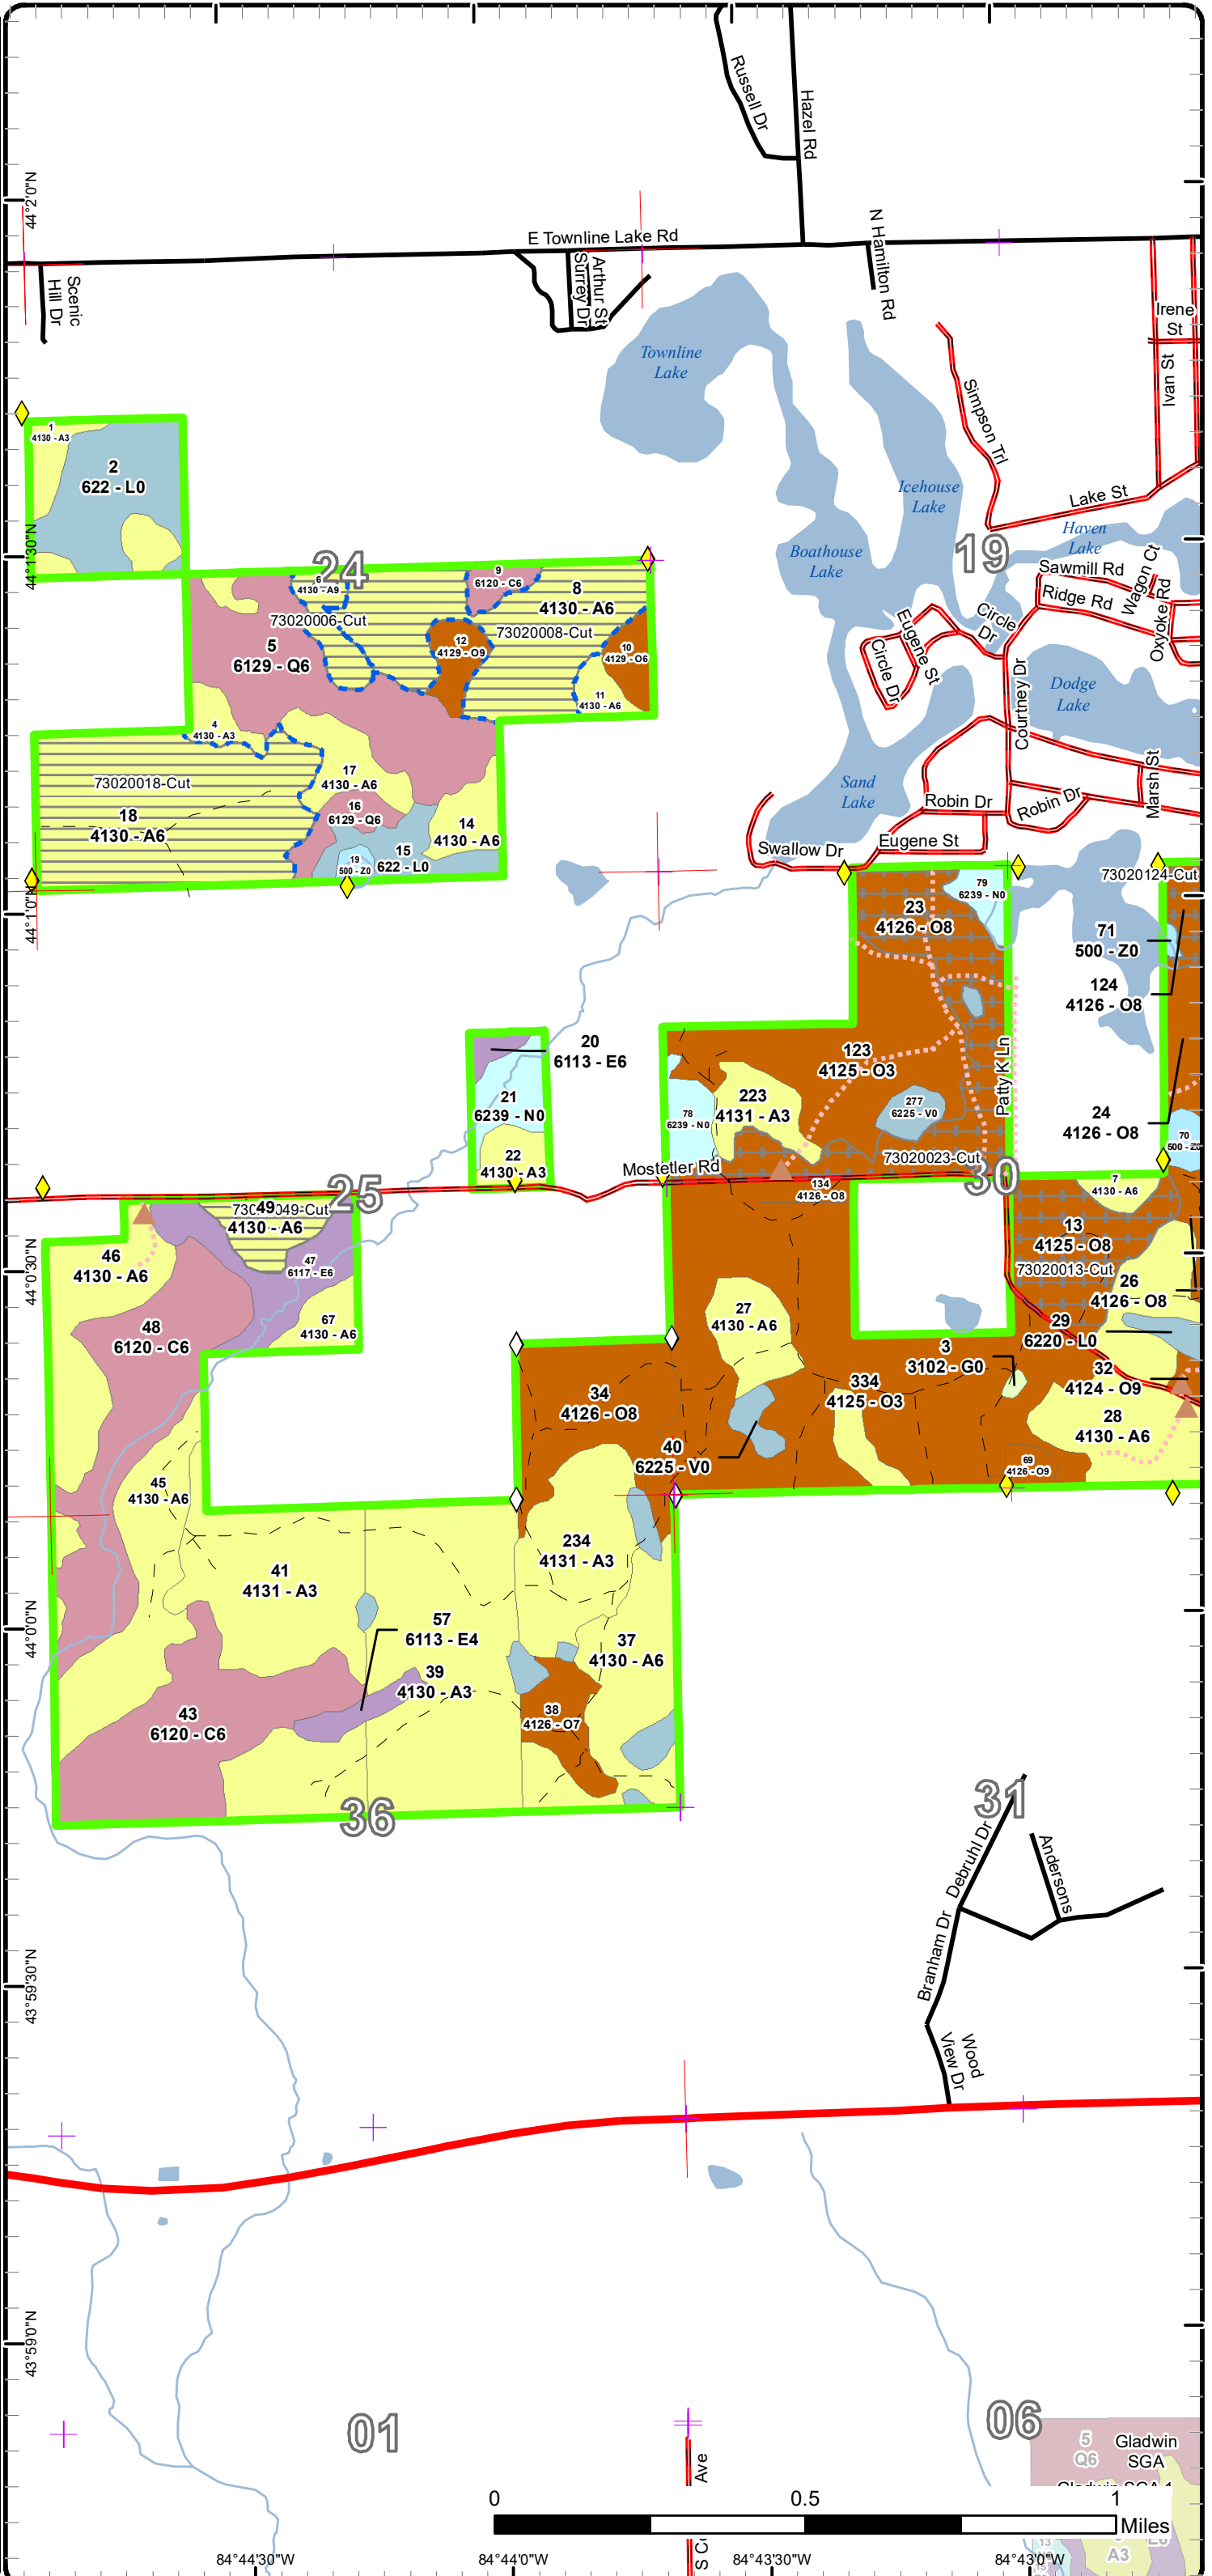 Russell Dr
Hazel Rd
44°2'0"N
E Townline Lake Rd
N Hamilton Rd
Scenic
Hill Dr
Arthur St
Surrey Dr
Irene
St
Ivan St
Townline
Lake
Simpson Trl
1
4130 - A3
2
622 - L0
Icehouse
Lake
Lake St
Haven
Lake
44°1'30"N
24
19
Boathouse
Lake
Sawmill Rd
Wagon Ct
Ridge Rd
Oxyoke Rd
6
4130 - A9
9
6120 - C6
8
4130 - A6
73020006-Cut
73020008-Cut
5
6129 - Q6
12
4129 - O9
10
4129 - O6
11
4130 - A6
Circle
Dr
Eugene St
Circle Dr
Courtney Dr
Dodge
Lake
4
4130 - A3
73020018-Cut
17
4130 - A6
18
4130 - A6
16
6129 - Q6
14
4130 - A6
15
622 - L0
19
500 - Z0
Sand
Lake
Robin Dr
Robin Dr
Marsh St
Swallow Dr
Eugene St
44°1'0"N
73020124-Cut
79
6239 - N0
23
4126 - O8
71
500 - Z0
124
4126 - O8
20
6113 - E6
123
4125 - O3
Patty K Ln
21
6239 - N0
223
4131 - A3
277
6225 - V0
78
6239 - N0
24
4126 - O8
70
500 - Z0
22
4130 - A3
Mostetler Rd
73020023-Cut
25
30
134
4126 - O8
7
4130 - A6
49
4130 - A6
13
4125 - O8
73020013-Cut
46
4130 - A6
47
6117 - E6
26
4126 - O8
44°0'30"N
67
4130 - A6
48
6120 - C6
27
4130 - A6
29
6220 - L0
3
3102 - G0
32
4124 - O9
34
4126 - O8
334
4125 - O3
28
4130 - A6
40
6225 - V0
69
4126 - O9
45
4130 - A6
234
4131 - A3
41
4131 - A3
44°0'0"N
57
6113 - E4
37
4130 - A6
39
4130 - A3
43
6120 - C6
38
4126 - O7
36
31
Debruhl Dr
Andersons
Branham Dr
43°59'30"N
Wood
View Dr
43°59'0"N
01
06
5
Q6
Gladwin
SGA
Ave
0
0.5
1
Miles
13
A3
84°44'30"W
84°44'0"W
84°43'30"W
84°43'0"W